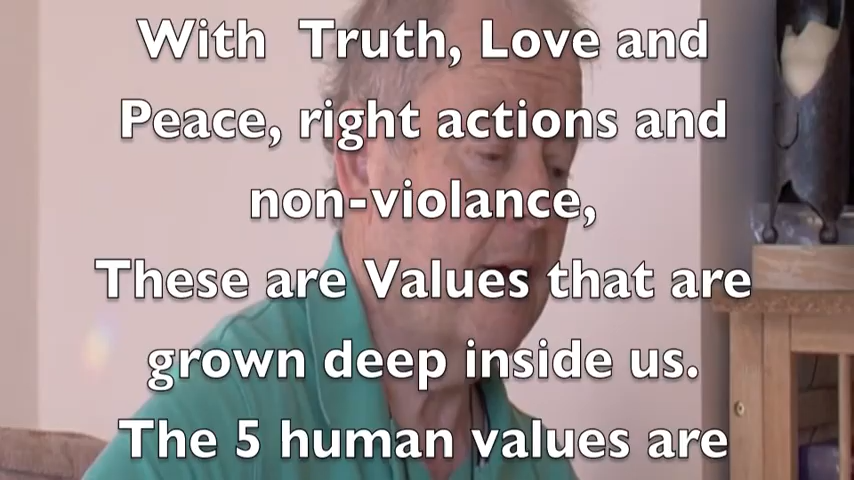 With Truth, Love and
Peace, right actions and
non-violance,
These are Values that are
grown deep inside us.
The 5 human values are